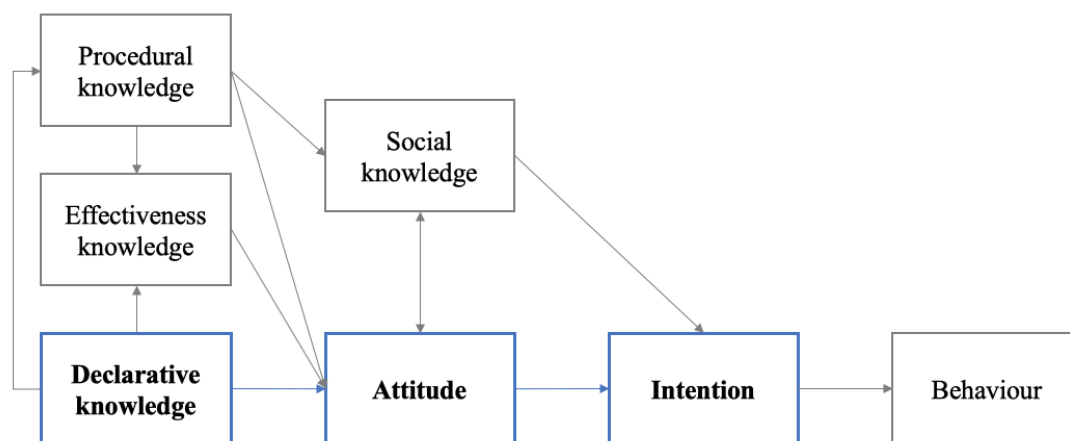 Procedural
knowledge
Social
knowledge
Effectiveness
knowledge
Declarative
knowledge
Attitude
Intention
Behaviour